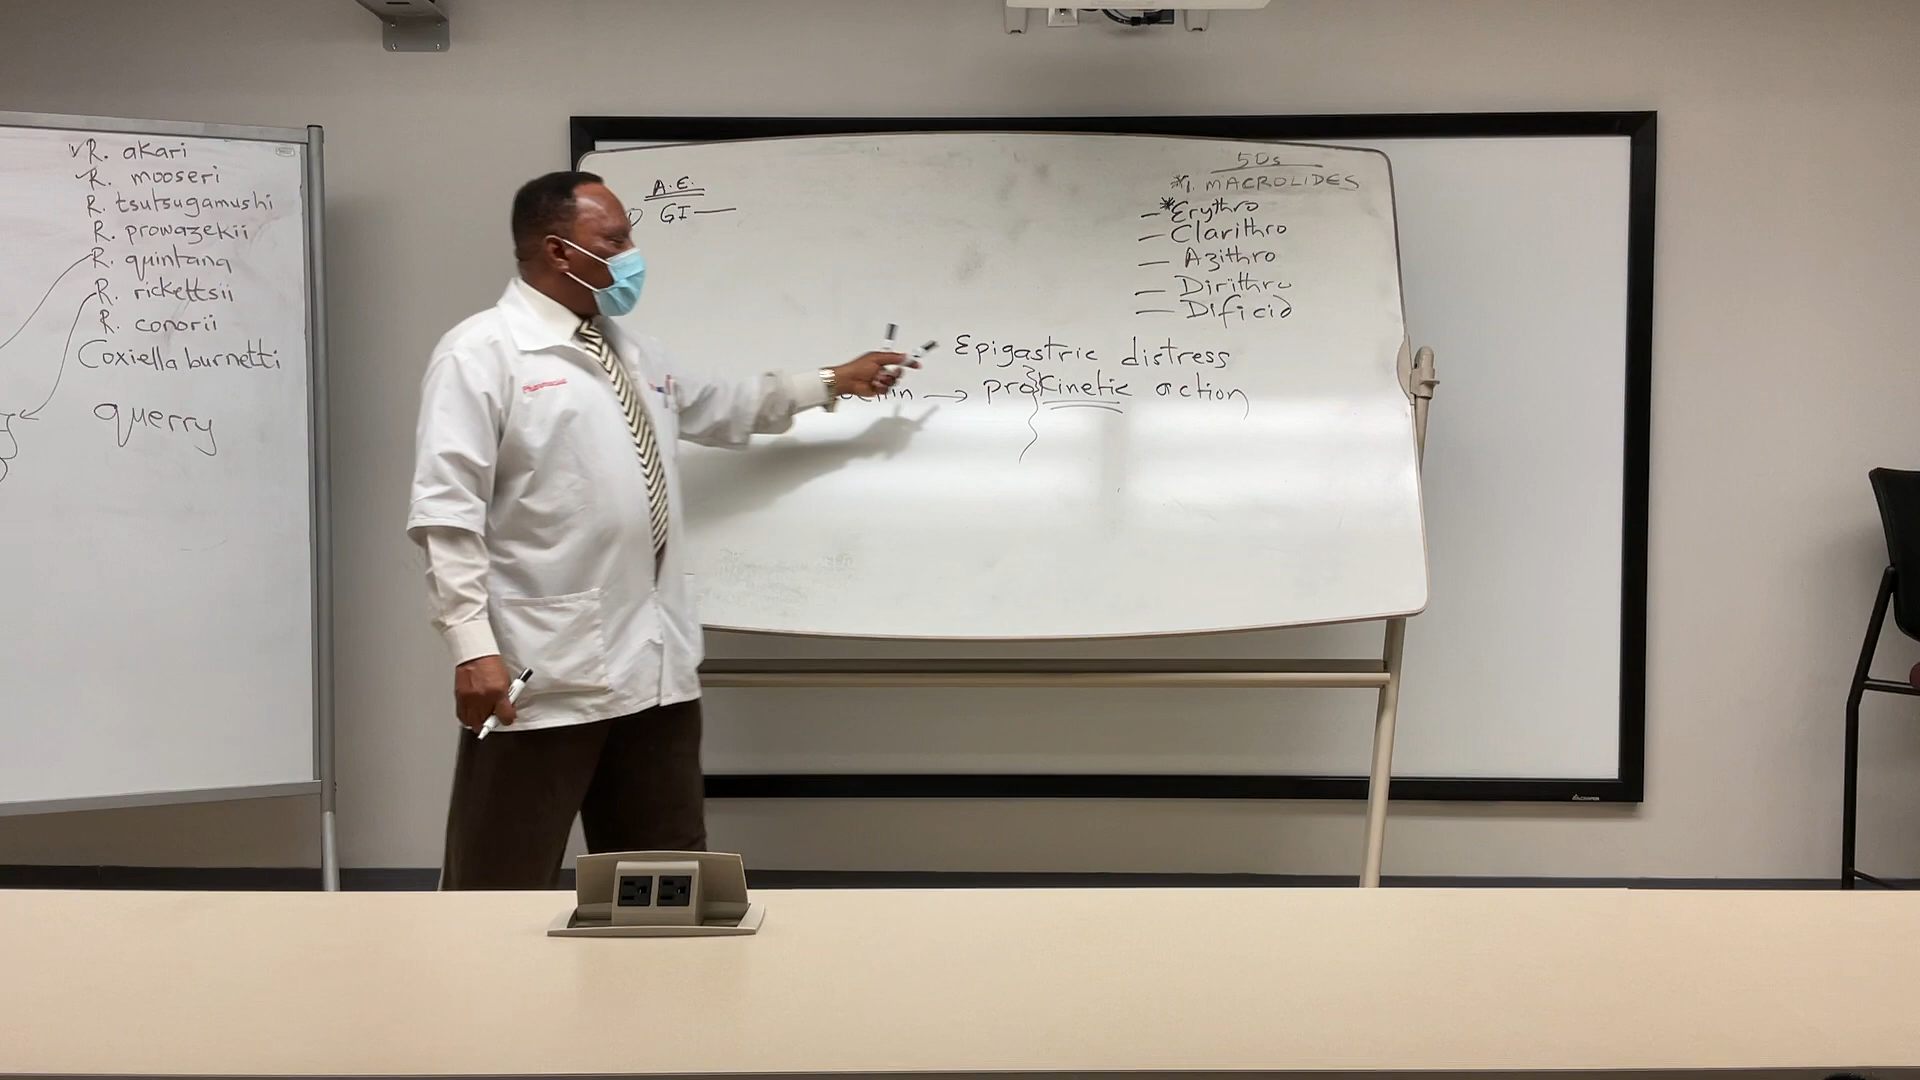 R. akari
R. mooseri
R. tsutsugamushi
R. prowazekii
R. quintana
R. rickettsii
R. conorii
Coxiella burnetti
querry
A.E.
GI
50s
*1. MACROLIDES
- *Erythro
- Clarithro
- Azithro
- Dirithro
- Dificid
Epigastric distress
→ prokinetic action